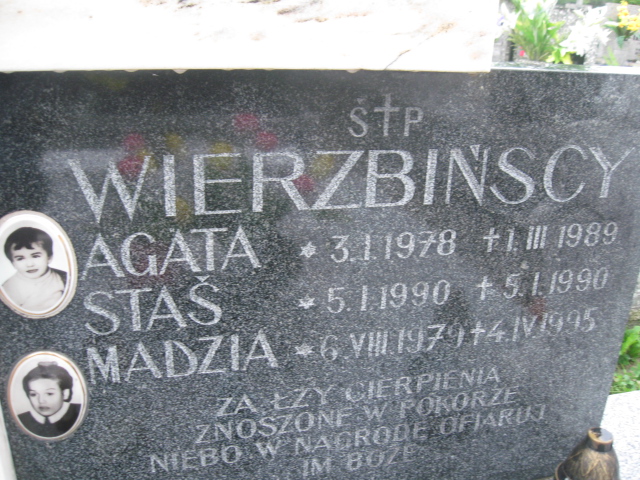 Ś†P
WIERZBIŃSCY
AGATA * 3.I.1978 †1.III 1989
STAŚ * 5.I.1990 † 5.I.1990
MADZIA * 6.VIII.1979 † 4.IV.1995
ZA ŁZY CIERPIENIA
ZNOSZONE W POKORZE
NIEBO W NAGRODĘ OFIARUJ
IM BOŻE